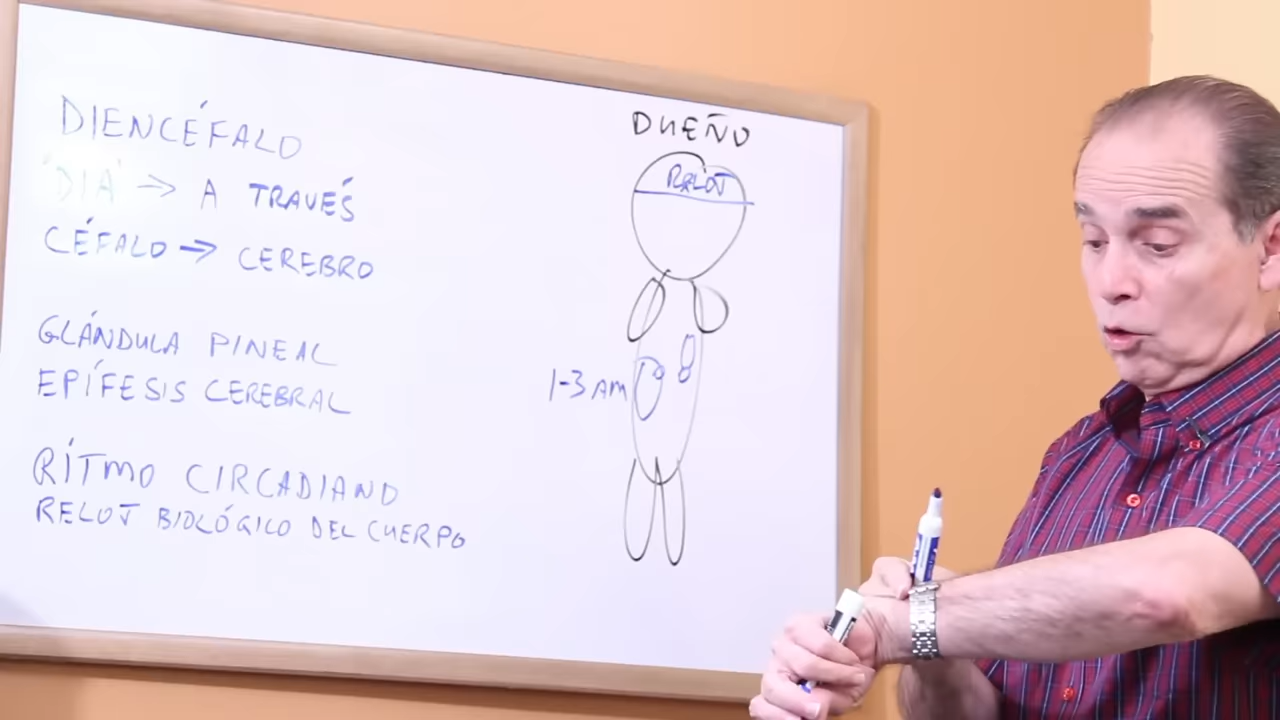 DIENCÉFALO
'DIA' → A TRAVÉS
CÉFALO → CEREBRO
GLÁNDULA PINEAL
EPÍFESIS CEREBRAL
RÍTMO CIRCADIANO
RELOJ BIOLÓGICO DEL CUERPO
DUEÑO
RELOJ
1-3 AM